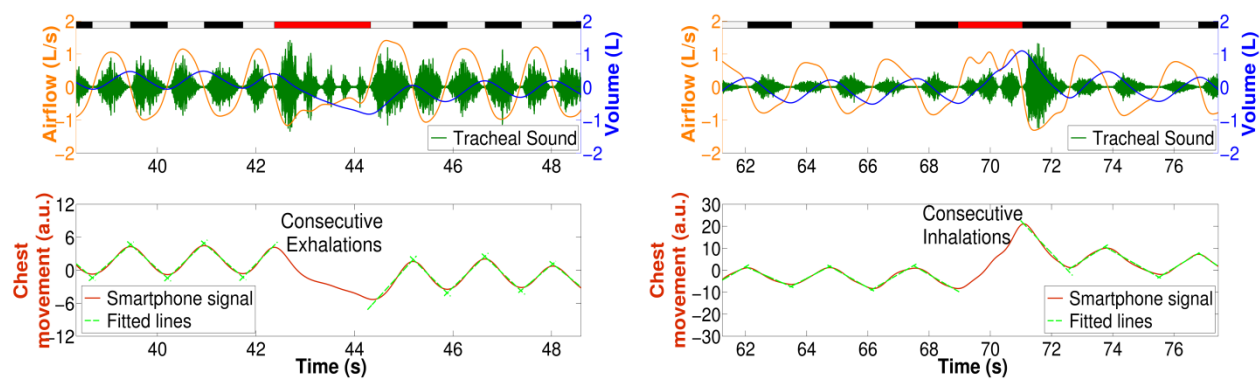 2
1
0
-1
-2
Airflow (L/s)
2
1
0
-1
-2
Volume (L)
Tracheal Sound
40 42 44 46 48
12
6
0
-6
-12
Chest
movement (a.u.)
Consecutive
Exhalations
Smartphone signal
Fitted lines
40 42 44 46 48
Time (s)
2
1
0
-1
-2
Airflow (L/s)
2
1
0
-1
2
Volume (L)
Tracheal Sound
62 64 66 68 70 72 74 76
30
20
10
0
-10
-20
-30
Chest
movement (a.u.)
Consecutive
Inhalations
Smartphone signal
Fitted lines
62 64 66 68 70 72 74 76
Time (s)